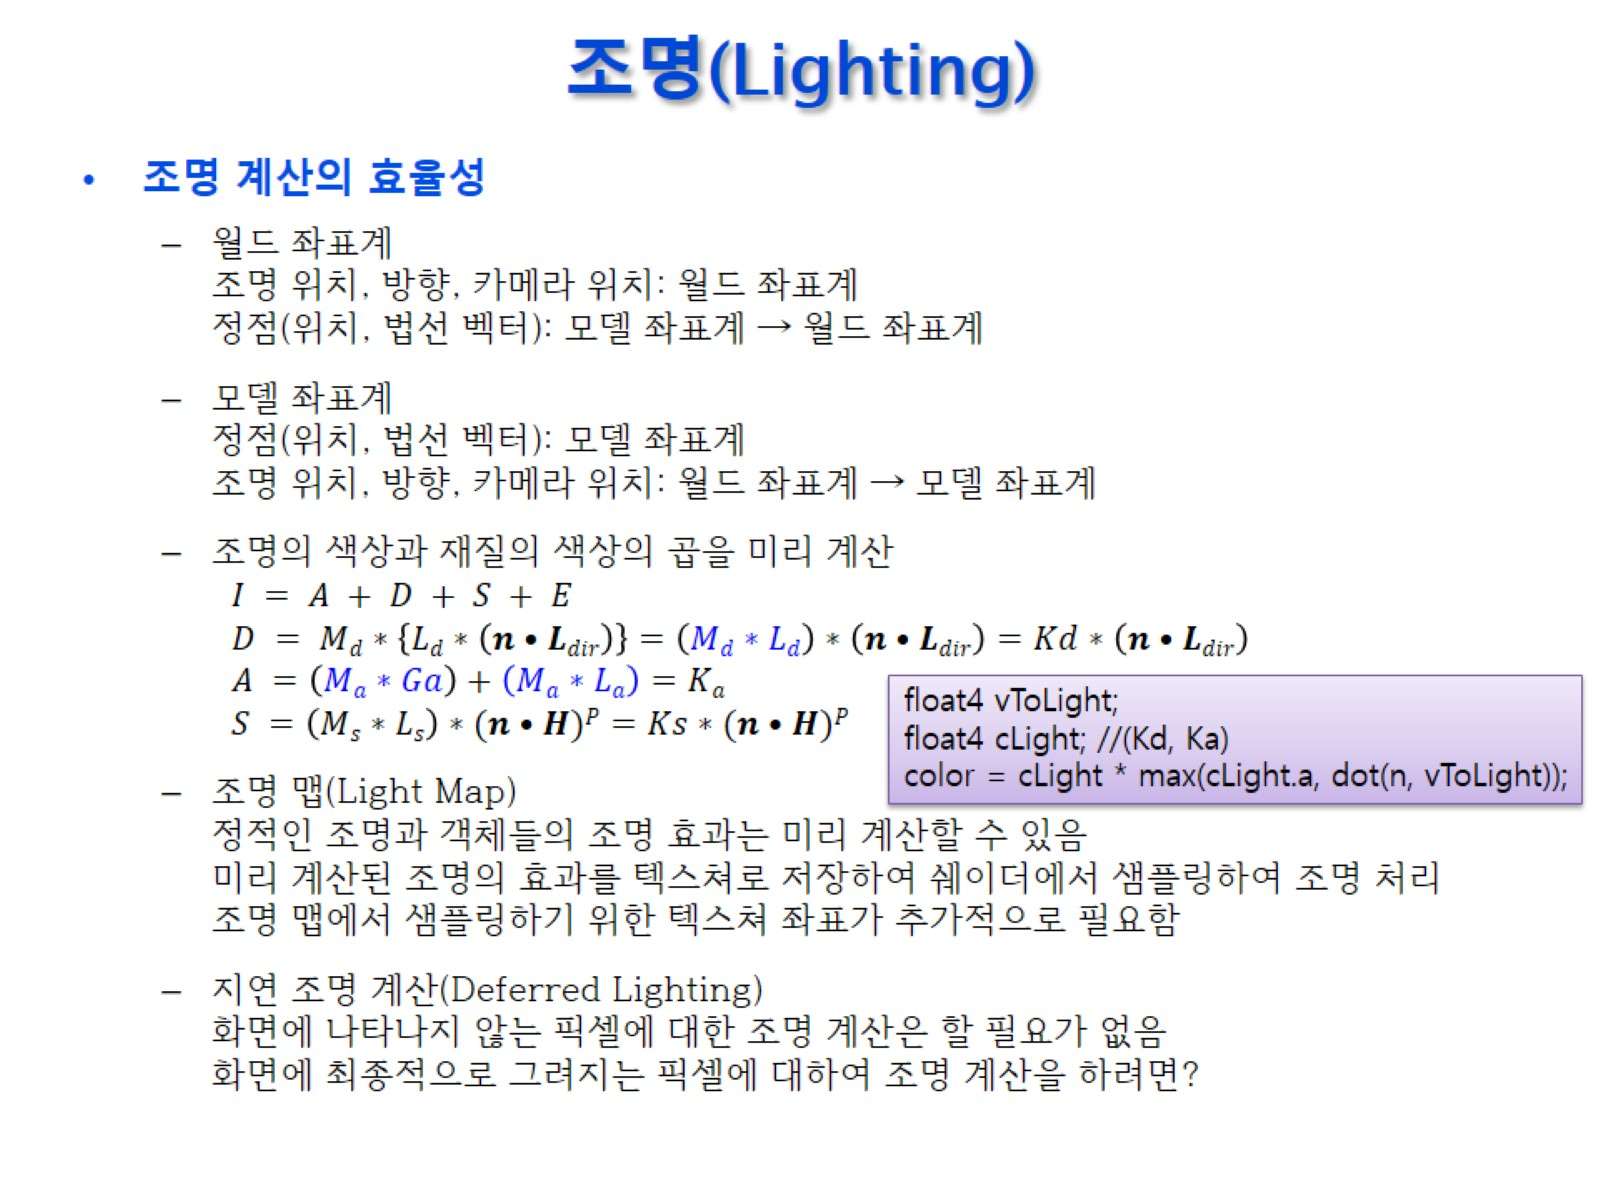 조명(Lighting)
• 조명 계산의 효율성
– 월드 좌표계
조명 위치, 방향, 카메라 위치: 월드 좌표계
정점(위치, 법선 벡터): 모델 좌표계 → 월드 좌표계
– 모델 좌표계
정점(위치, 법선 벡터): 모델 좌표계
조명 위치, 방향, 카메라 위치: 월드 좌표계 → 모델 좌표계
– 조명의 색상과 재질의 색상의 곱을 미리 계산
I = A + D + S + E
D = M_d * {L_d * (n • L_dir)} = (M_d * L_d) * (n • L_dir) = Kd * (n • L_dir)
A = (M_a * Ga) + (M_a * L_a) = K_a
S = (M_s * L_s) * (n • H)^P = Ks * (n • H)^P
float4 vToLight;
float4 cLight; //(Kd, Ka)
color = cLight * max(cLight.a, dot(n, vToLight));
– 조명 맵(Light Map)
정적인 조명과 객체들의 조명 효과는 미리 계산할 수 있음
미리 계산된 조명의 효과를 텍스쳐로 저장하여 쉐이더에서 샘플링하여 조명 처리
조명 맵에서 샘플링하기 위한 텍스쳐 좌표가 추가적으로 필요함
– 지연 조명 계산(Deferred Lighting)
화면에 나타나지 않는 픽셀에 대한 조명 계산은 할 필요가 없음
화면에 최종적으로 그려지는 픽셀에 대하여 조명 계산을 하려면?